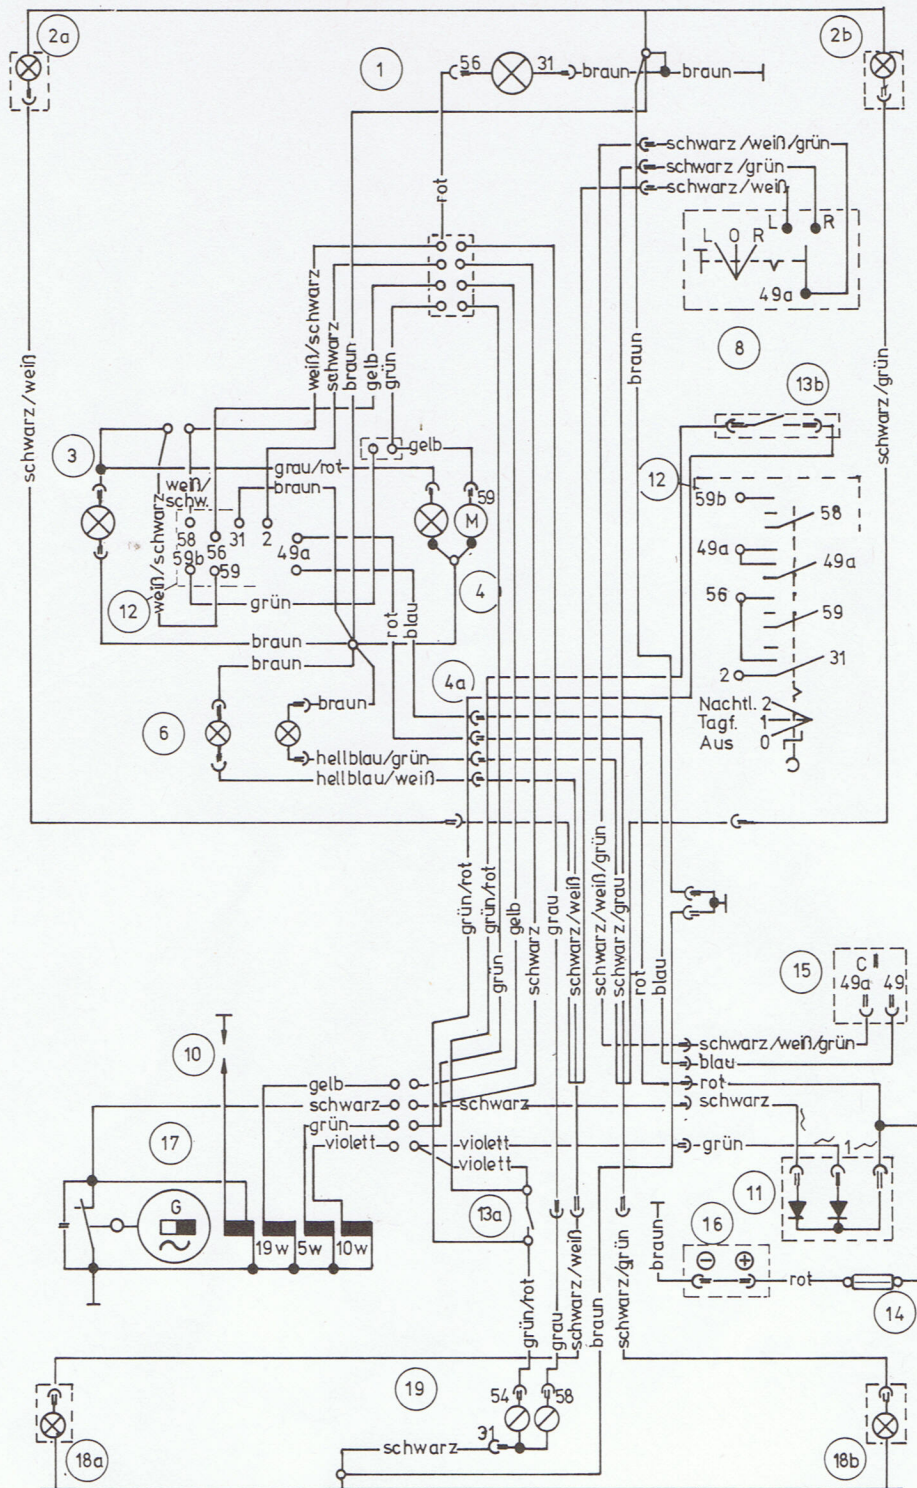 2a
2b
1
56
31
braun
braun
schwarz/weiß/grün
schwarz/grün
schwarz/weiß
rot
L
R
L O R
49a
8
weiß/schwarz
schwarz
braun
gelb
grün
braun
schwarz/weiß
schwarz/grün
13b
3
gelb
grau/rot
12
weiß/
schw.
braun
59
59b
M
58
58
56
31
2
49a
49a
49a
59b
59
weiß/schwarz
56
4
12
grün
rot
blau
59
braun
31
braun
2
4a
braun
Nachtl. 2
Tagf. 1
Aus 0
6
hellblau/grün
hellblau/weiß
grün/rot
grün/rot
grün
gelb
schwarz
grau
schwarz/weiß
schwarz/weiß/grün
schwarz/grau
rot
blau
15
C
49a
49
schwarz/weiß/grün
10
blau
gelb
rot
schwarz
schwarz
schwarz
grün
17
violett
violett
grün
1
violett
G
13a
11
16
19w
5w
10w
braun
rot
14
grün/rot
grau
schwarz/weiß
braun
schwarz/grün
19
54
58
31
schwarz
18a
18b